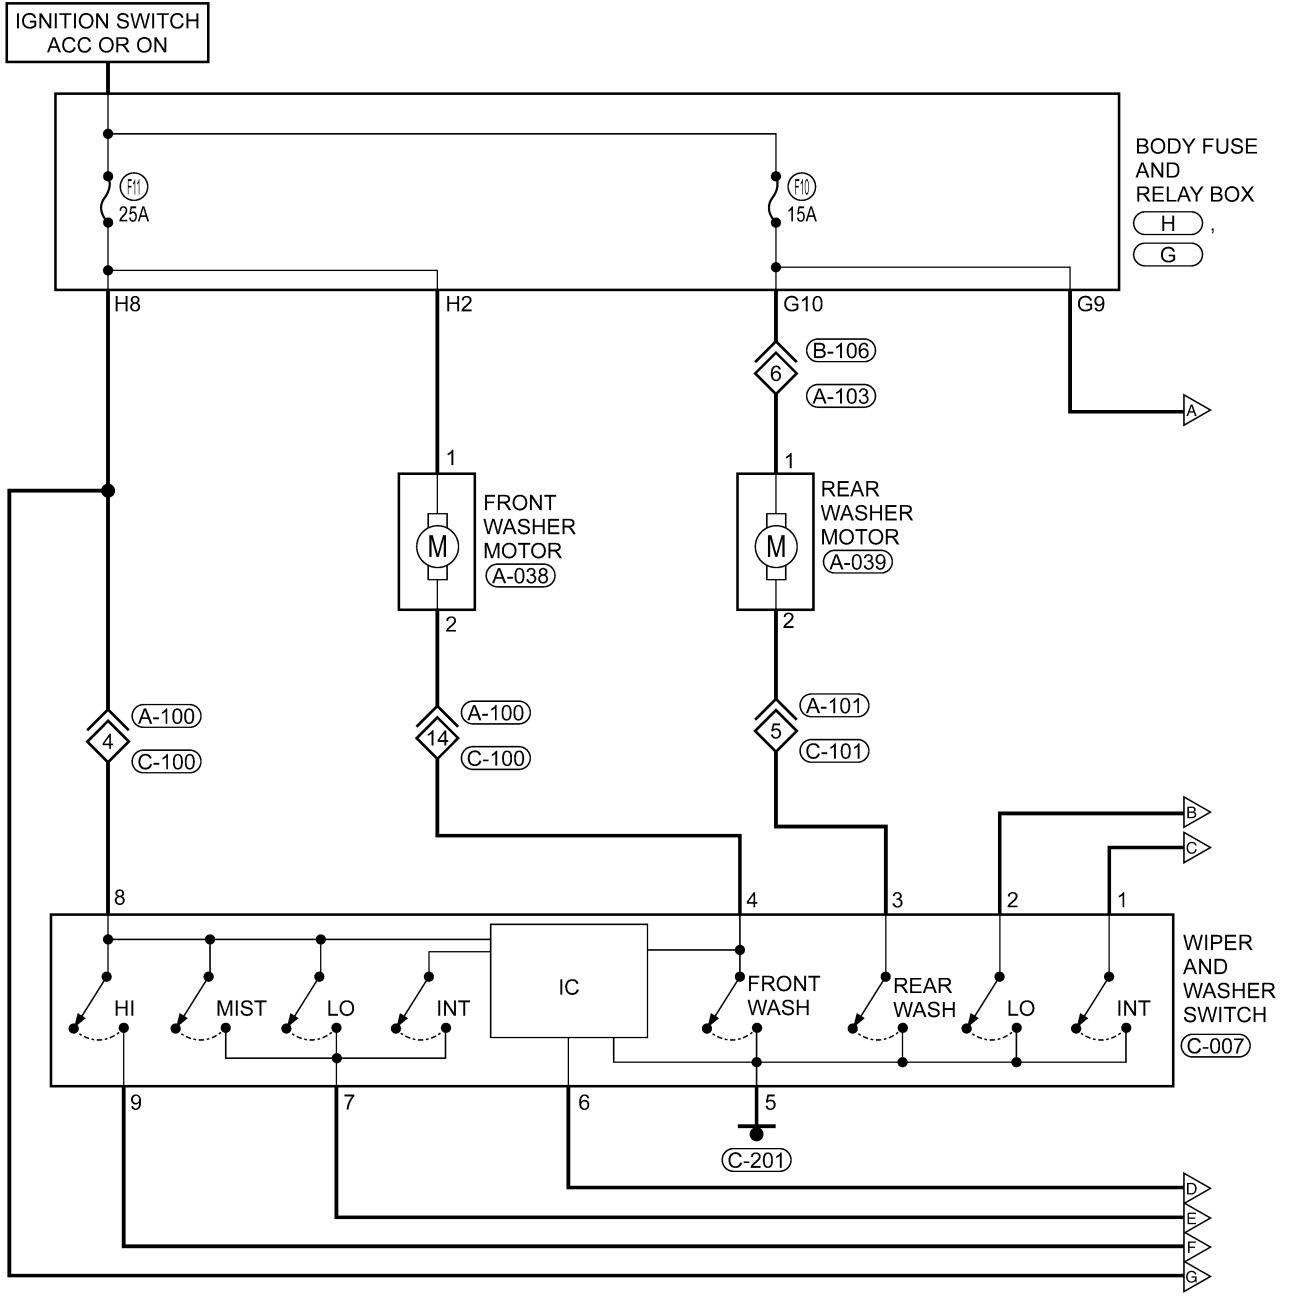 IGNITION SWITCH
ACC OR ON
BODY FUSE
AND
RELAY BOX
H ,
G
F11
25A
F10
15A
H8
H2
G10
G9
B-106
6
A-103
A
1
FRONT
WASHER
MOTOR
A-038
M
2
1
REAR
WASHER
MOTOR
A-039
M
2
A-100
4
C-100
A-100
14
C-100
A-101
5
C-101
B
C
8
4
3
2
1
WIPER
AND
WASHER
SWITCH
C-007
HI
MIST
LO
INT
IC
FRONT
WASH
REAR
WASH
LO
INT
9
7
6
5
C-201
D
E
F
G